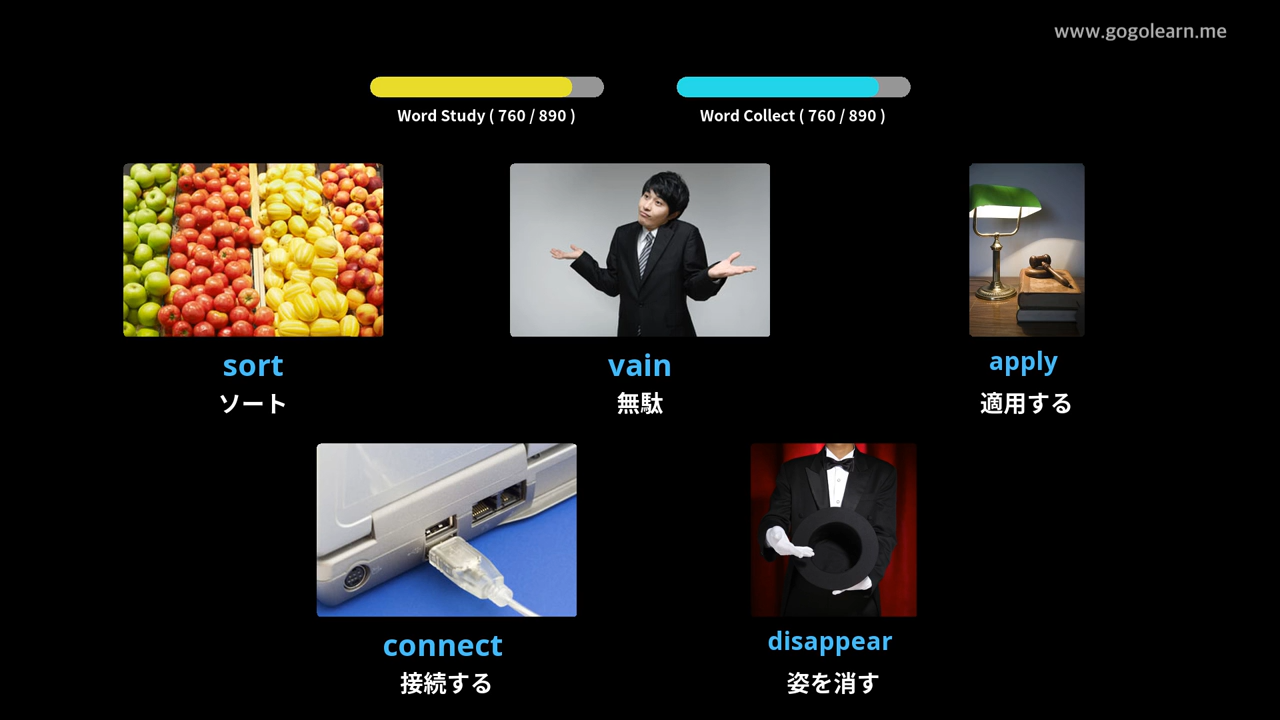 www.gogolearn.me
Word Study ( 760 / 890 )
Word Collect ( 760 / 890 )
sort
ソート
vain
無駄
apply
適用する
connect
接続する
disappear
姿を消す